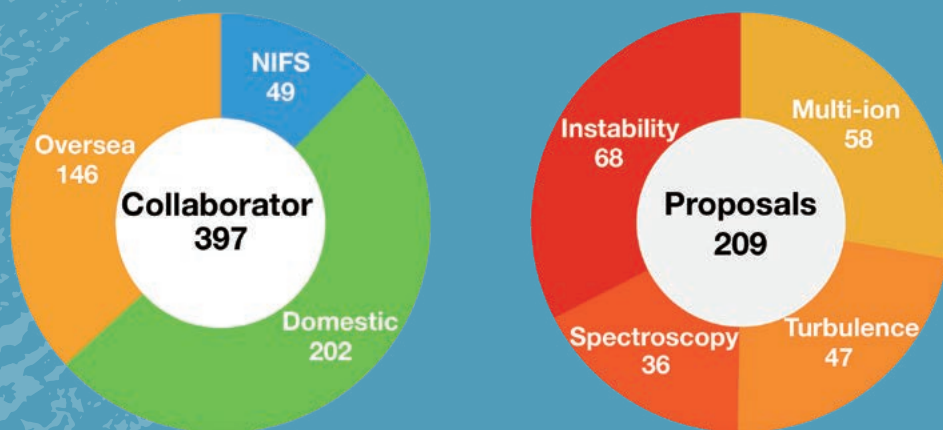 NIFS
49
Oversea
146
Collaborator
397
Domestic
202
Multi-ion
58
Instability
68
Proposals
209
Turbulence
47
Spectroscopy
36